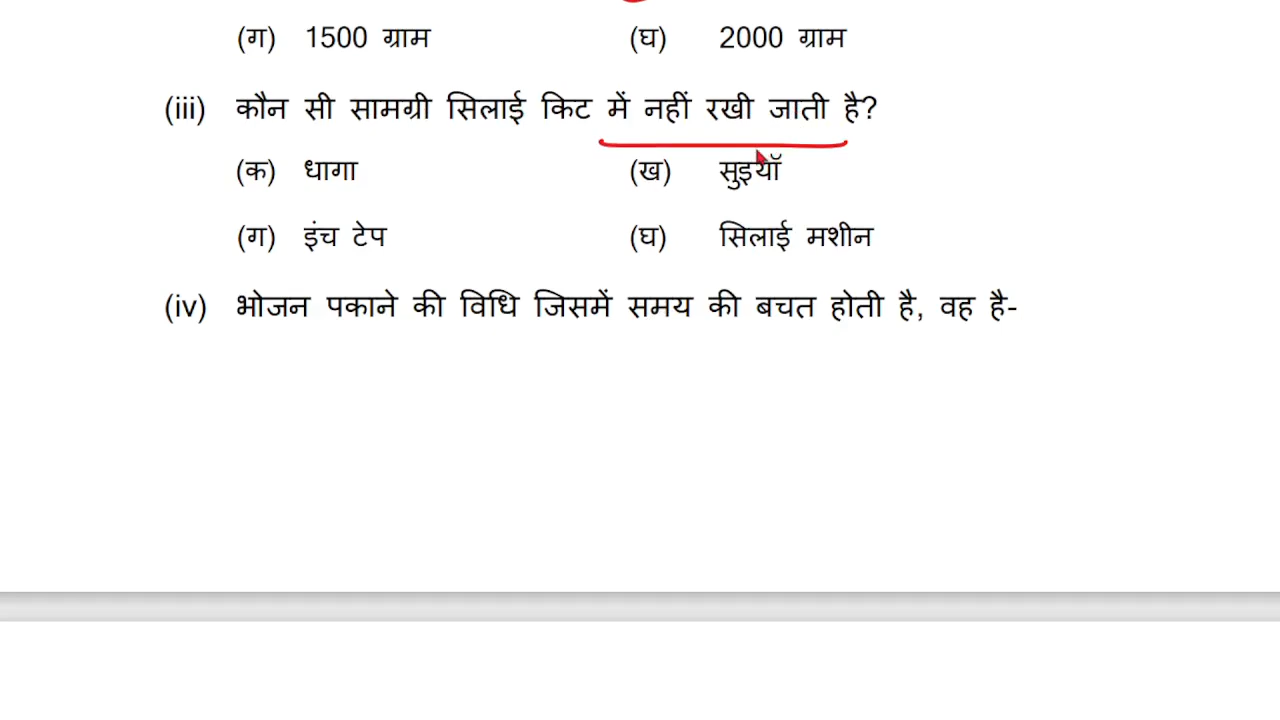 (ग) 1500 ग्राम (घ) 2000 ग्राम
(iii) कौन सी सामग्री सिलाई किट में नहीं रखी जाती है?
(क) धागा (ख) सुइयॉ
(ग) इंच टेप (घ) सिलाई मशीन
(iv) भोजन पकाने की विधि जिसमें समय की बचत होती है, वह है-